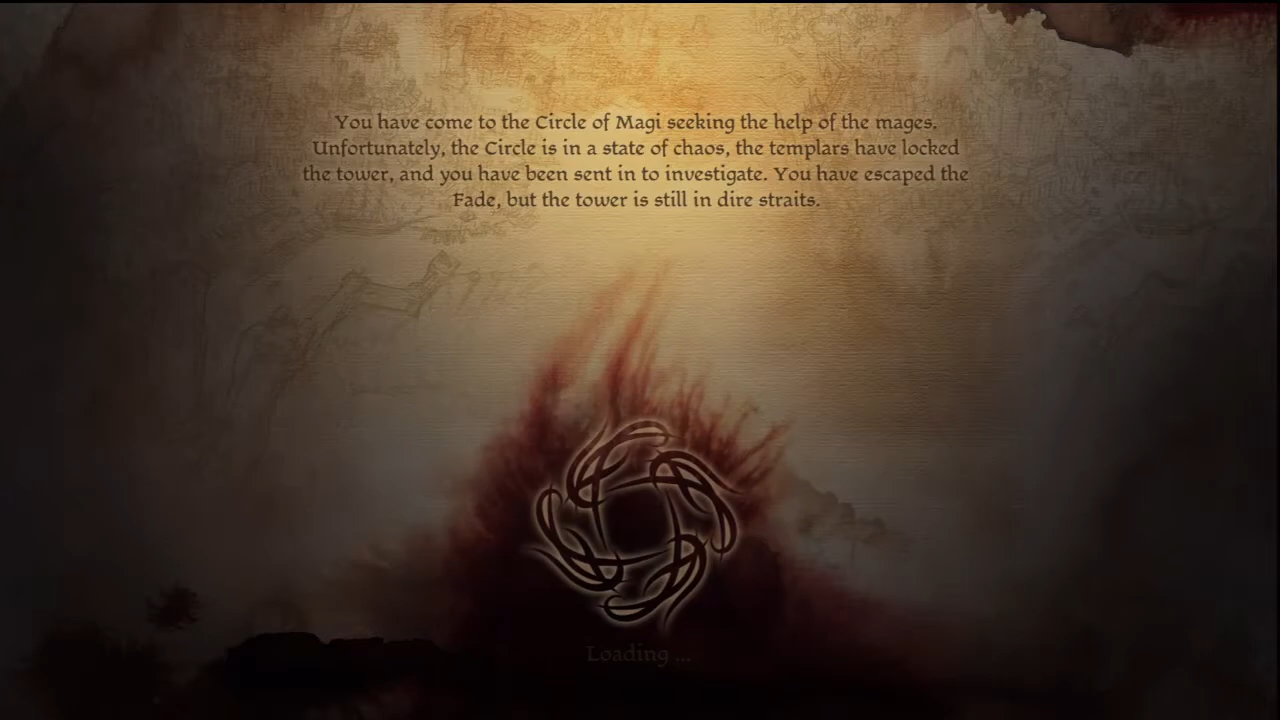 You have come to the Circle of Magi seeking the help of the mages.
Unfortunately, the Circle is in a state of chaos, the templars have locked
the tower, and you have been sent in to investigate. You have escaped the
Fade, but the tower is still in dire straits.
Loading ...